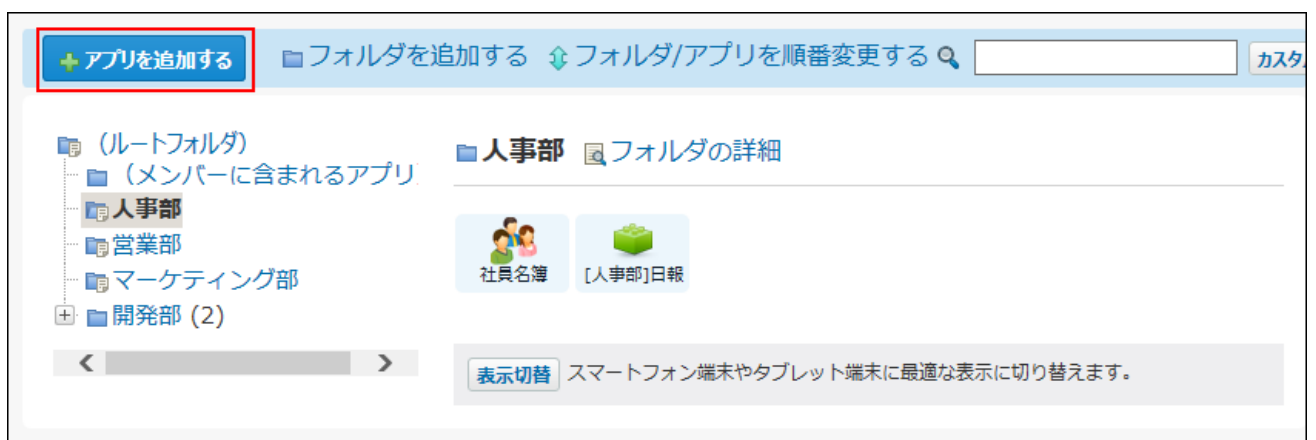 アプリを追加する フォルダを追加する フォルダ/アプリを順番変更する カスタ
(ルートフォルダ)
(メンバーに含まれるアプリ
人事部
営業部
マーケティング部
開発部 (2)
人事部 フォルダの詳細
社員名簿 [人事部]日報
表示切替 スマートフォン端末やタブレット端末に最適な表示に切り替えます。